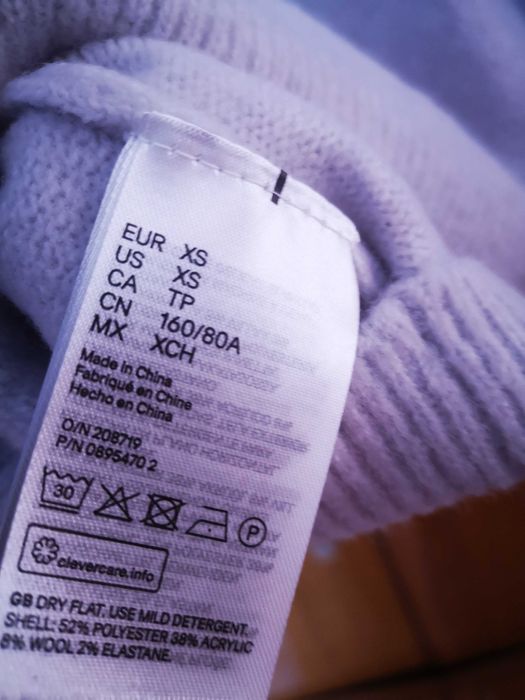 EUR XS
US XS
CA TP
CN 160/80A
MX XCH
Made in China
Fabriqué en Chine
Hecho en China
O/N 208719
P/N 0895470 2
30 P
clevercare.info
GB DRY FLAT. USE MILD DETERGENT.
SHELL: 52% POLYESTER 38% ACRYLIC
8% WOOL 2% ELASTANE